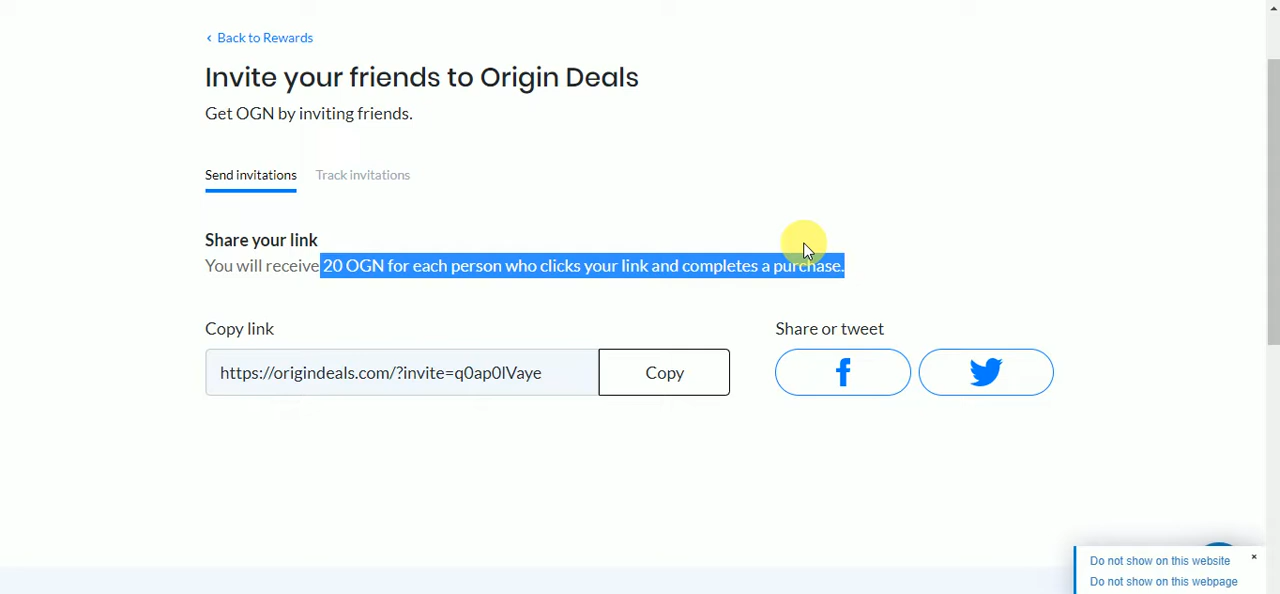 ‹ Back to Rewards
Invite your friends to Origin Deals
Get OGN by inviting friends.
Send invitations Track invitations
Share your link
You will receive 20 OGN for each person who clicks your link and completes a purchase.
Copy link
https://origindeals.com/?invite=q0ap0lVaye
Copy
Share or tweet
Do not show on this website
Do not show on this webpage